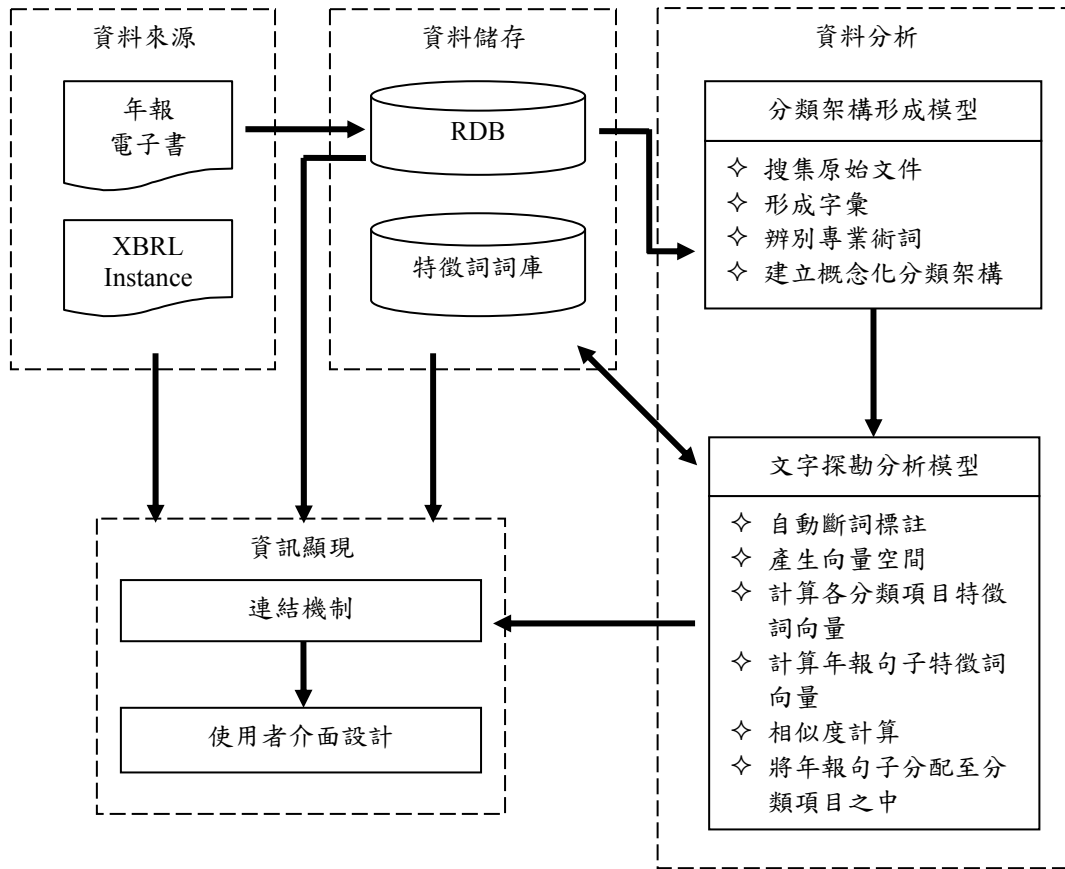 資料來源
年報
電子書
XBRL
Instance
資料儲存
RDB
特徵詞詞庫
資料分析
分類架構形成模型
✧ 搜集原始文件
✧ 形成字彙
✧ 辨別專業術詞
✧ 建立概念化分類架構
文字探勘分析模型
✧ 自動斷詞標註
✧ 產生向量空間
✧ 計算各分類項目特徵
詞向量
✧ 計算年報句子特徵詞
向量
✧ 相似度計算
✧ 將年報句子分配至分
類項目之中
資訊顯現
連結機制
使用者介面設計